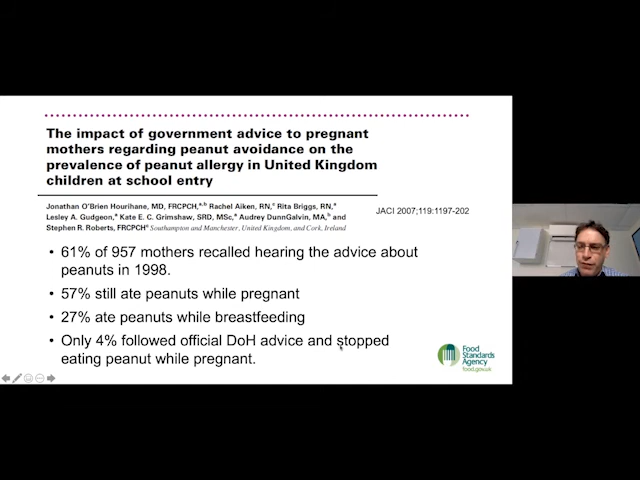 The impact of government advice to pregnant
mothers regarding peanut avoidance on the
prevalence of peanut allergy in United Kingdom
children at school entry
Jonathan O'Brien Hourihane, MD, FRCPCH,a,b Rachel Aiken, RN,c Rita Briggs, RN,a
Lesley A. Gudgeon,a Kate E. C. Grimshaw, SRD, MSc,a Audrey DunnGalvin, MA,b and
Stephen R. Roberts, FRCPCHc Southampton and Manchester, United Kingdom, and Cork, Ireland
JACI 2007;119:1197-202
• 61% of 957 mothers recalled hearing the advice about
peanuts in 1998.
• 57% still ate peanuts while pregnant
• 27% ate peanuts while breastfeeding
• Only 4% followed official DoH advice and stopped
eating peanut while pregnant.
Food
Standards
Agency
food.gov.uk